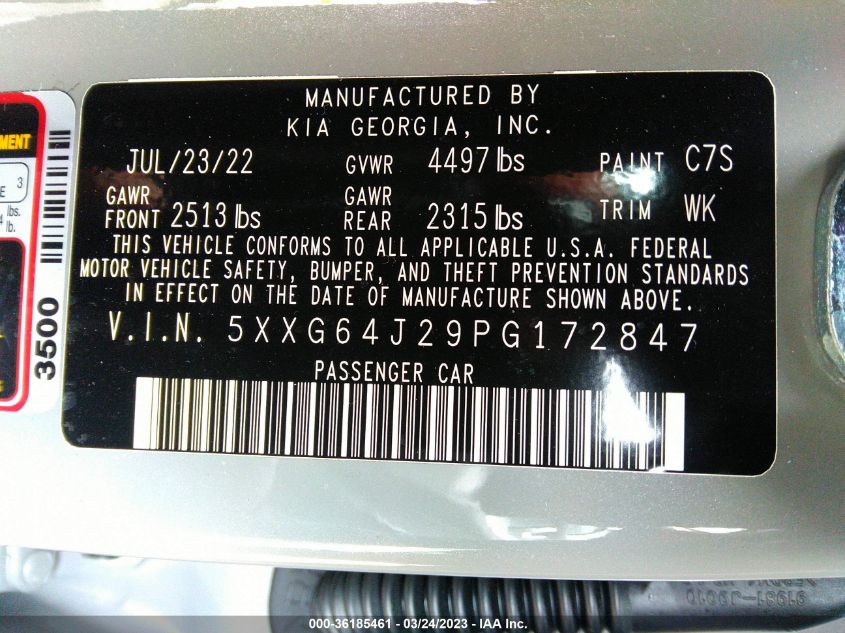 MANUFACTURED BY
KIA GEORGIA, INC.
JUL/23/22 GVWR 4497 lbs PAINT C7S
GAWR FRONT 2513 lbs GAWR REAR 2315 lbs TRIM WK
THIS VEHICLE CONFORMS TO ALL APPLICABLE U.S.A. FEDERAL
MOTOR VEHICLE SAFETY, BUMPER, AND THEFT PREVENTION STANDARDS
IN EFFECT ON THE DATE OF MANUFACTURE SHOWN ABOVE.
V.I.N. 5XXG64J29PG172847
PASSENGER CAR
3
lbs.
lb.
3500
000-36185461 - 03/24/2023 - IAA Inc.